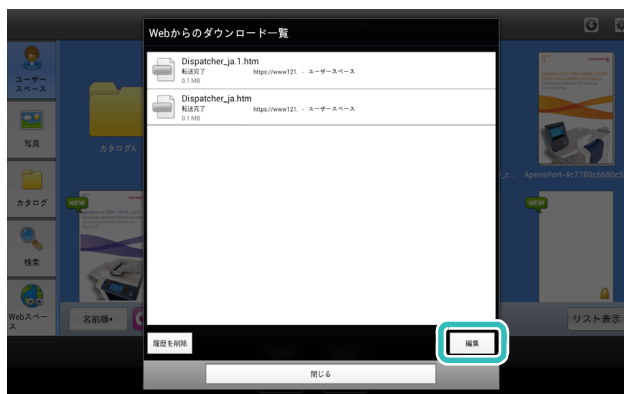 Webからのダウンロード一覧
Dispatcher_ja.1.htm
転送完了 https://www121. - ユーザースペース
0.1 MB
Dispatcher_ja.htm
転送完了 https://www121. - ユーザースペース
0.1 MB
ユーザー
スペース
写真
カタログA
カタログ
NEW
検索
Webスペー
ス
名前順
_c..
ApeosPort-4c7780c6680c5
NEW
リスト表示
履歴を削除
編集
閉じる